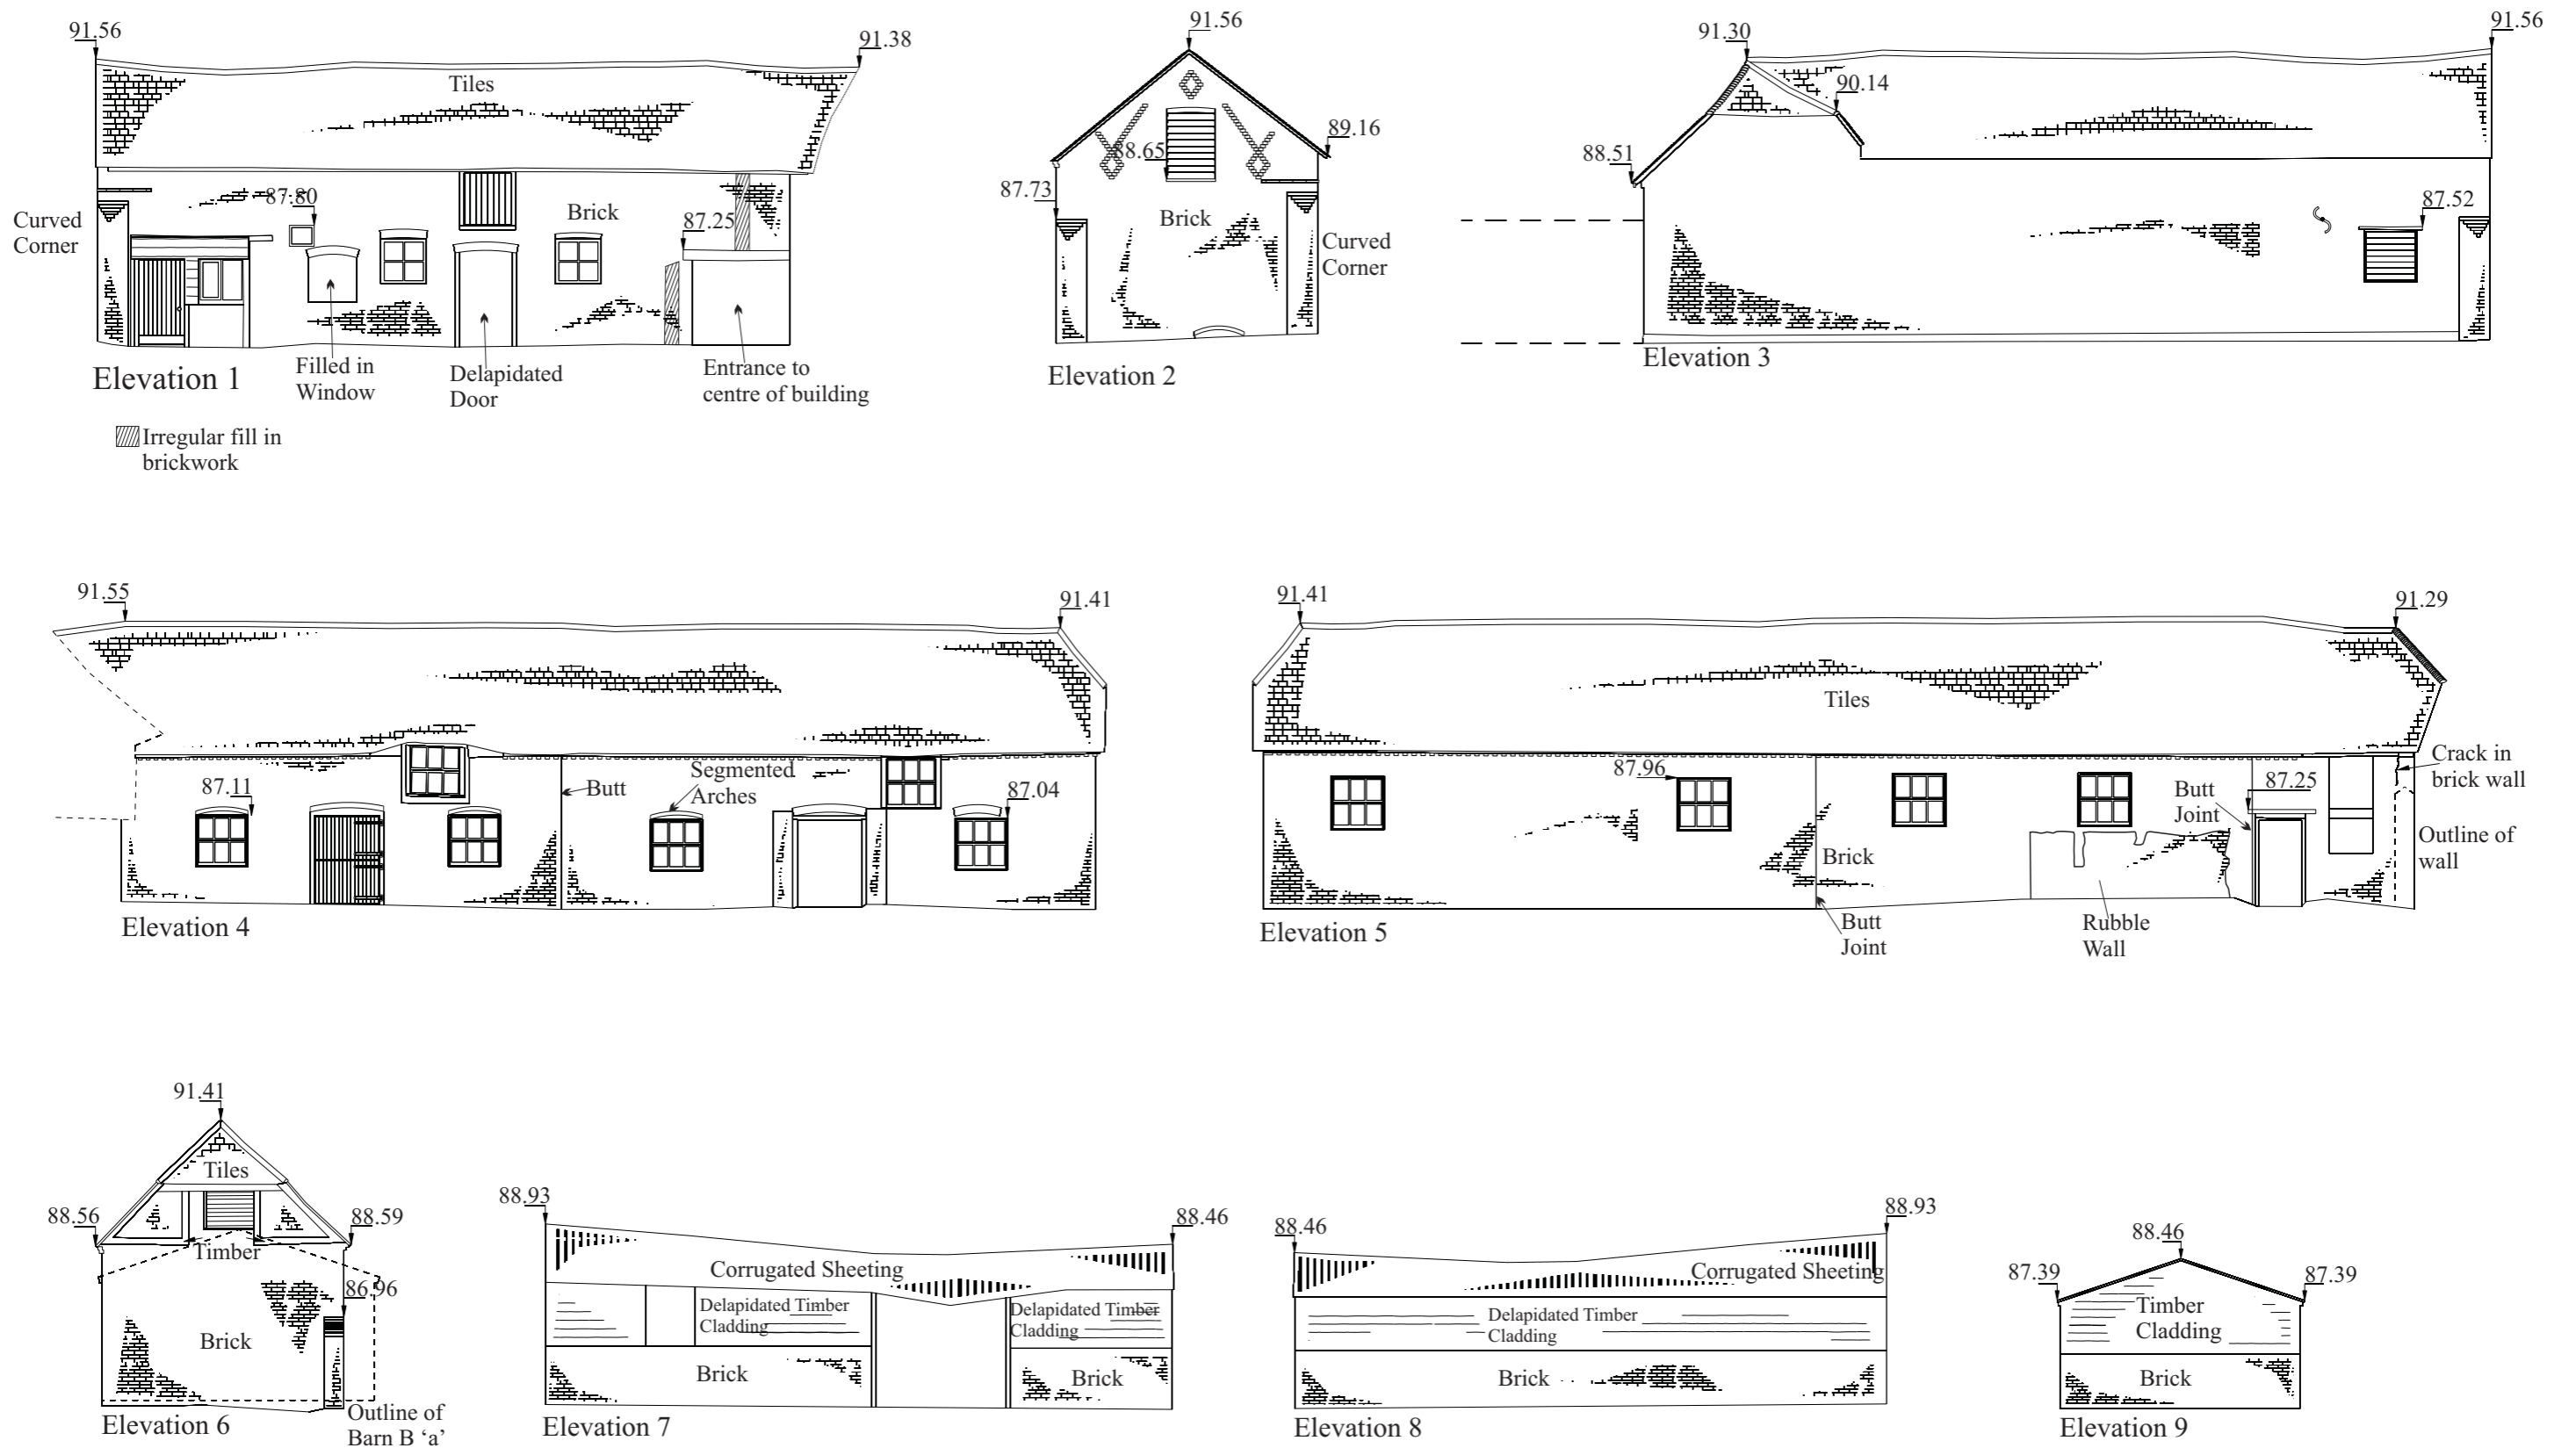 91.56
91.38
Tiles
87.80
Brick
87.25
Curved
Corner
Filled in
Window
Delapidated
Door
Entrance to
centre of building
Elevation 1
Irregular fill in
brickwork
91.56
89.16
88.65
87.73
Brick
Curved
Corner
Elevation 2
91.30
91.56
90.14
88.51
87.52
Elevation 3
91.55
91.41
87.11
Butt
Segmented
Arches
87.04
Elevation 4
91.41
91.29
Tiles
87.96
Crack in
brick wall
87.25
Butt
Joint
Brick
Outline of
wall
Butt
Joint
Rubble
Wall
Elevation 5
91.41
Tiles
88.56
88.59
Timber
86.96
Brick
Outline of
Barn B ‘a’
Elevation 6
88.93
88.46
Corrugated Sheeting
Delapidated Timber
Cladding
Delapidated Timber
Cladding
Brick
Brick
Elevation 7
88.46
88.93
Corrugated Sheeting
Delapidated Timber
Cladding
Brick
Elevation 8
88.46
87.39
87.39
Timber
Cladding
Brick
Elevation 9